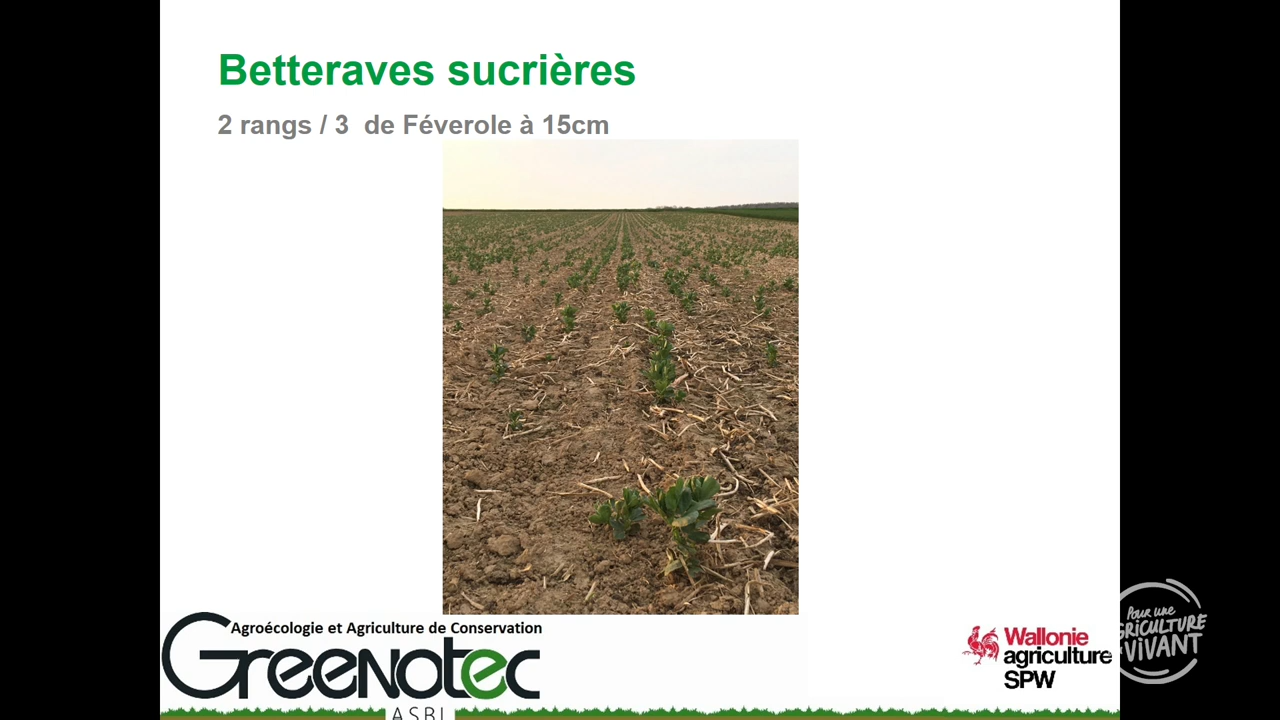 Betteraves sucrières
2 rangs / 3 de Féverole à 15cm
Agroécologie et Agriculture de Conservation
GREENOTEC
ASBL
Wallonie
agriculture
SPW
Pour une
AGRICULTURE
VIVANT